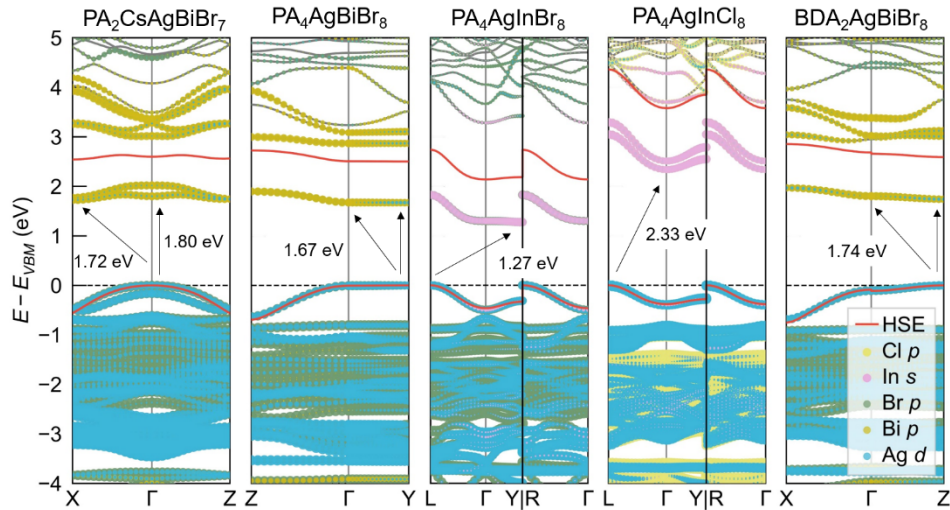 PA₂CsAgBiBr₇ PA₄AgBiBr₈ PA₄AgInBr₈ PA₄AgInCl₈ BDA₂AgBiBr₈
E − E_VBM (eV)
5
4
3
2
1
0
−1
−2
−3
−4
1.72 eV
1.80 eV
1.67 eV
1.27 eV
2.33 eV
1.74 eV
HSE
Cl p
In s
Br p
Bi p
Ag d
X Γ Z
Z Γ Y
L Γ Y|R Γ
L Γ Y|R Γ
X Γ Z